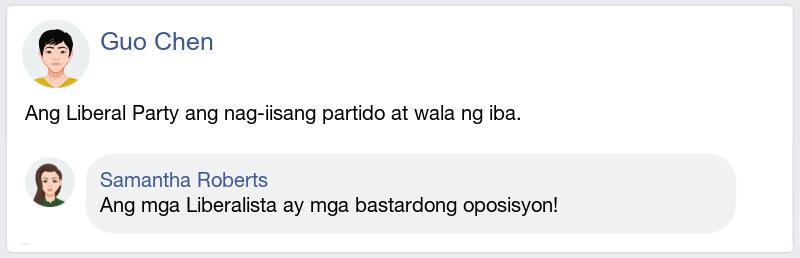 Guo Chen
Ang Liberal Party ang nag-iisang partido at wala ng iba.
Samantha Roberts
Ang mga Liberalista ay mga bastardong oposisyon!